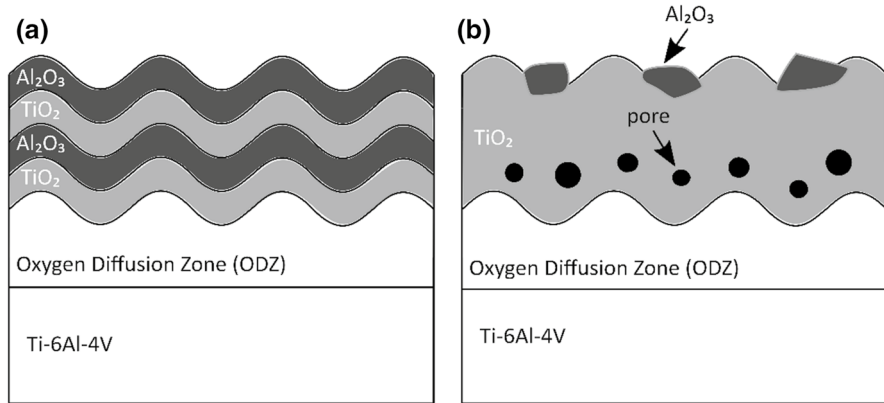 (a)
Al₂O₃
TiO₂
Al₂O₃
TiO₂
Oxygen Diffusion Zone (ODZ)
Ti-6Al-4V
(b)
Al₂O₃
pore
TiO₂
Oxygen Diffusion Zone (ODZ)
Ti-6Al-4V